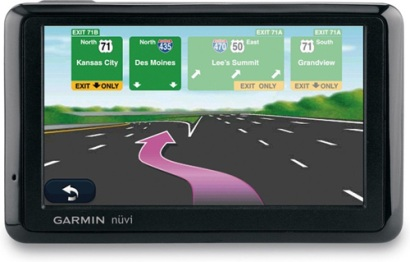 EXIT 71B
North 71
Kansas City
EXIT ONLY
North 435
Des Moines
EXIT 71A
470 50 East
Lee's Summit
EXIT ONLY
EXIT 71A
71 South
Grandview
EXIT ONLY
GARMIN nüvi